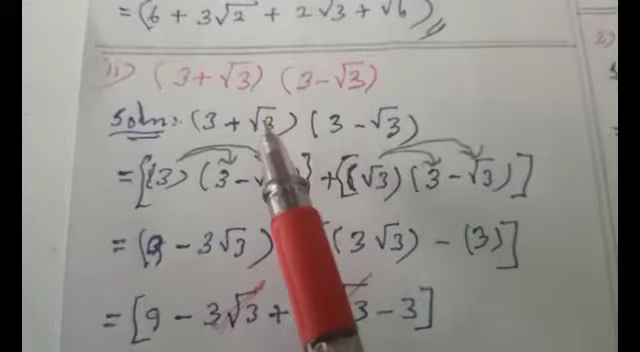 =(6 + 3√2 + 2√3 + √6)
ii) (3+√3) (3-√3)
Soln: (3 + √3) (3 - √3)
=[(3) (3-√ ] +[(√3) (3-√3)]
= (9 - 3√3) (3√3) - (3)]
= [9 - 3√3 + 3 - 3]